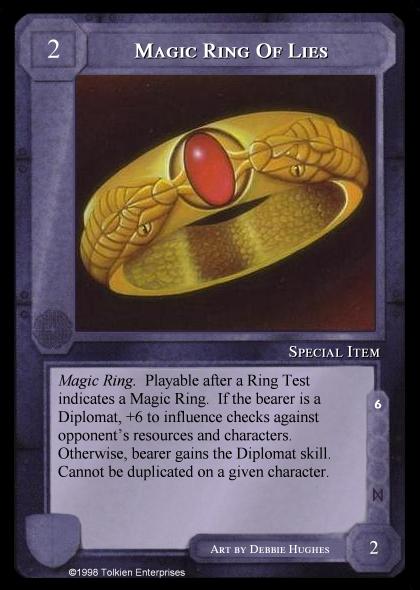 2
Magic Ring Of Lies
Special Item
Magic Ring. Playable after a Ring Test
indicates a Magic Ring. If the bearer is a
Diplomat, +6 to influence checks against
opponent's resources and characters.
Otherwise, bearer gains the Diplomat skill.
Cannot be duplicated on a given character.
6
Art by Debbie Hughes
2
©1998 Tolkien Enterprises